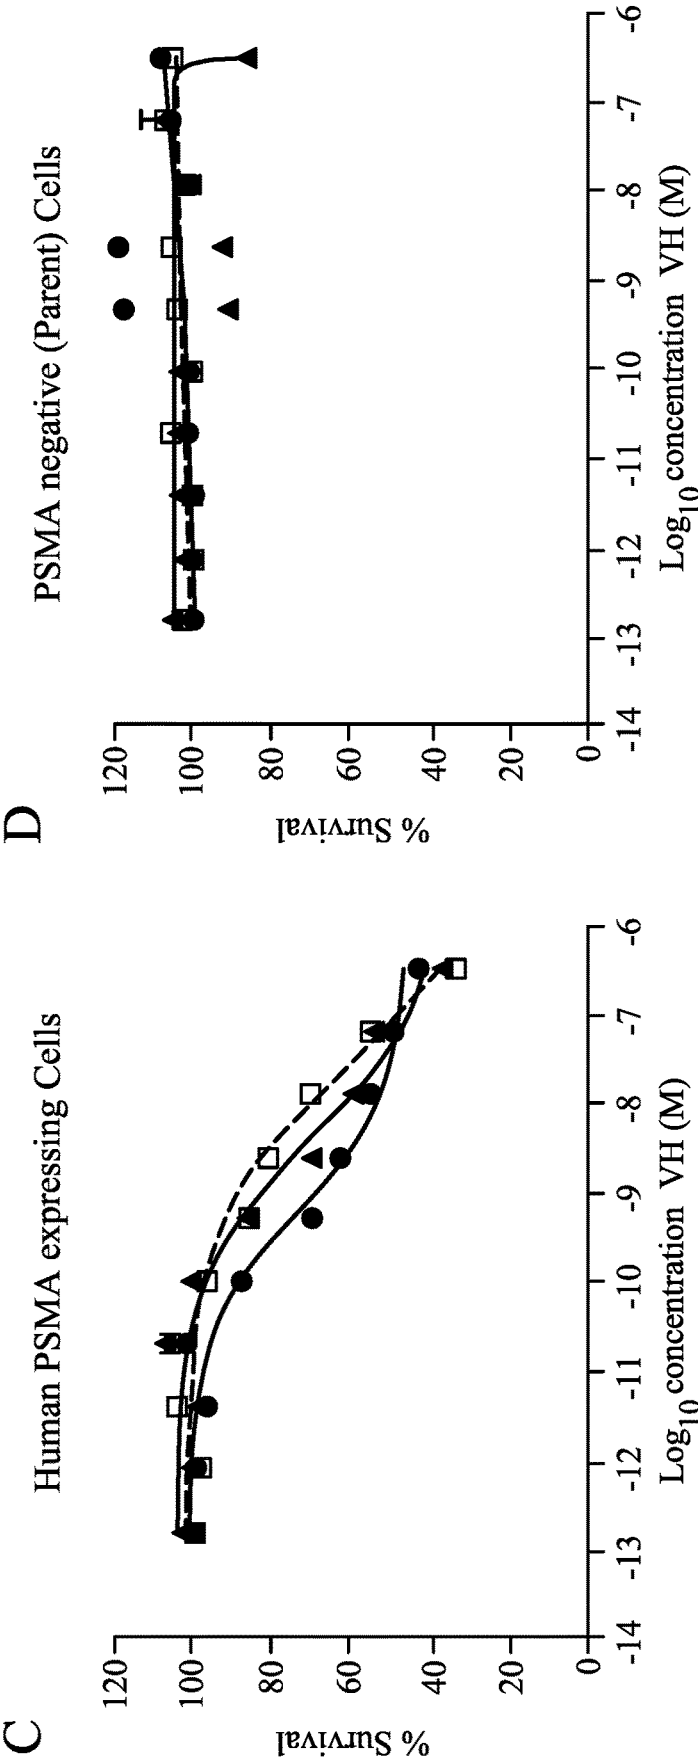 C
Human PSMA expressing Cells
% Survival
120
100
80
60
40
20
0
-14 -13 -12 -11 -10 -9 -8 -7 -6
Log10 concentration VH (M)
D
PSMA negative (Parent) Cells
% Survival
120
100
80
60
40
20
0
-14 -13 -12 -11 -10 -9 -8 -7 -6
Log10 concentration VH (M)